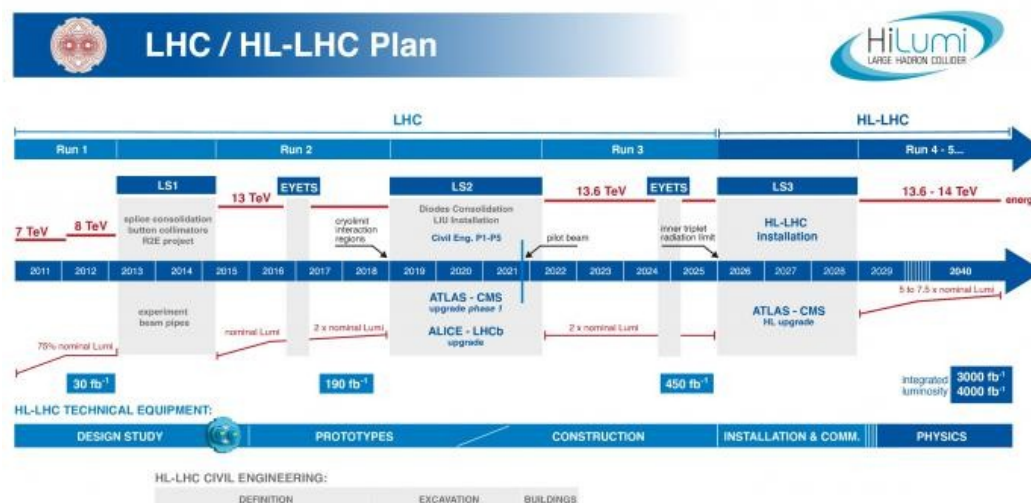 LHC / HL-LHC Plan
HiLumi
LARGE HADRON COLLIDER
LHC
HL-LHC
Run 1
Run 2
Run 3
Run 4 - 5...
LS1
EYETS
LS2
EYETS
LS3
13 TeV
13.6 TeV
13.6 - 14 TeV
energy
7 TeV
8 TeV
splice consolidation
button collimators
R2E project
cryolimit
interaction
regions
Diodes Consolidation
LIU Installation
Civil Eng. P1-P5
pilot beam
inner triplet
radiation limit
HL-LHC
installation
2011 2012 2013 2014 2015 2016 2017 2018 2019 2020 2021 2022 2023 2024 2025 2026 2027 2028 2029 2040
5 to 7.5 x nominal Lumi
experiment
beam pipes
ATLAS - CMS
upgrade phase 1
ALICE - LHCb
upgrade
ATLAS - CMS
HL upgrade
75% nominal Lumi
nominal Lumi
2 x nominal Lumi
2 x nominal Lumi
30 fb⁻¹
190 fb⁻¹
450 fb⁻¹
integrated
luminosity
3000 fb⁻¹
4000 fb⁻¹
HL-LHC TECHNICAL EQUIPMENT:
DESIGN STUDY
PROTOTYPES
CONSTRUCTION
INSTALLATION & COMM.
PHYSICS
HL-LHC CIVIL ENGINEERING:
DEFINITION
EXCAVATION
BUILDINGS